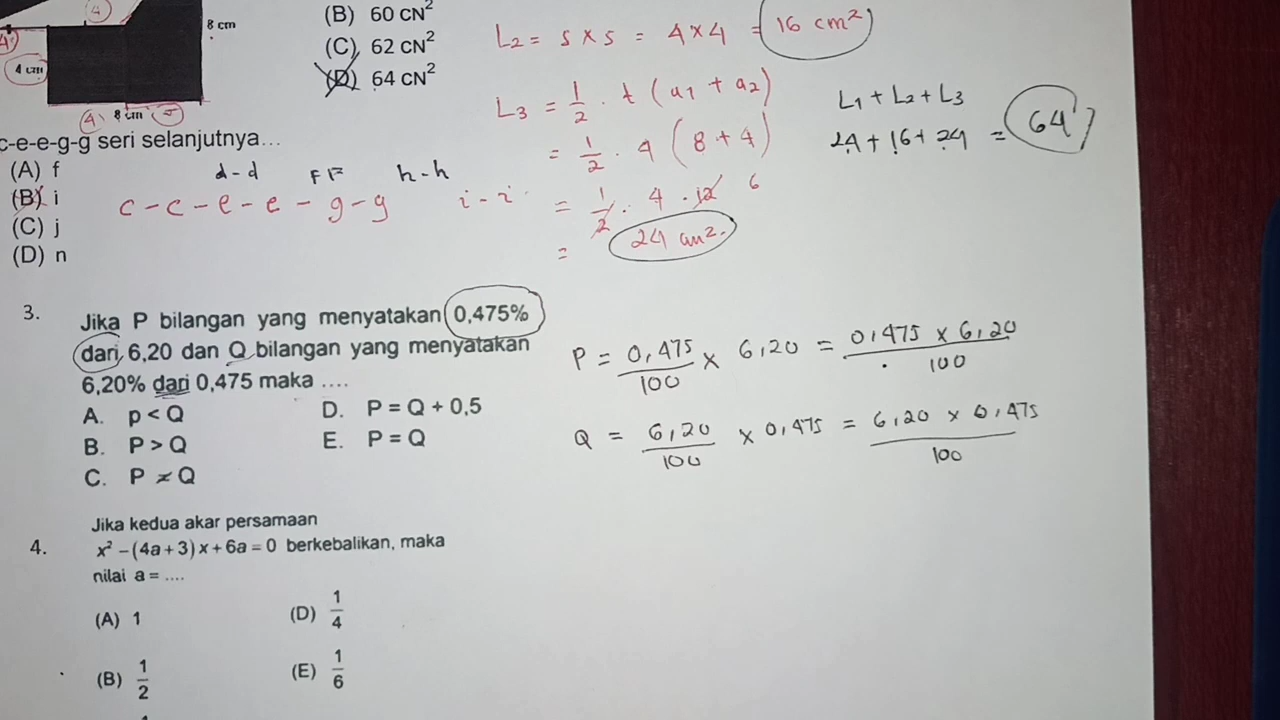 4
8 cm
4
4 cm
4 8 cm
(B) 60 CN²
(C) 62 CN²
(D) 64 CN²
L2 = s x s = 4 x 4 = 16 cm²
L3 = 1/2 . t (a1 + a2)
= 1/2 . 4 (8 + 4)
= 1/2 . 4 . 12 6
= 24 cm².
L1 + L2 + L3
24 + 16 + 24 = 64
c-e-e-g-g seri selanjutnya...
(A) f
(B) i
(C) j
(D) n
d-d FF h-h
c-c-e-e-g-g i-i
3. Jika P bilangan yang menyatakan 0,475%
dari 6,20 dan Q bilangan yang menyatakan
6,20% dari 0,475 maka ....
A. p < Q
B. P > Q
C. P ≠ Q
D. P = Q + 0,5
E. P = Q
P = 0,475/100 x 6,20 = 0,475 x 6,20/100
Q = 6,20/100 x 0,475 = 6,20 x 0,475/100
4. Jika kedua akar persamaan
x² – (4a + 3) x + 6a = 0 berkebalikan, maka
nilai a = ....
(A) 1
(B) 1/2
(D) 1/4
(E) 1/6
1